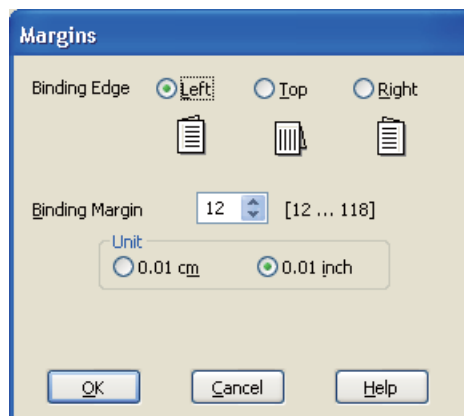 Margins
Binding Edge Left Top Right
Binding Margin 12 [12 ... 118]
Unit
0.01 cm 0.01 inch
OK Cancel Help